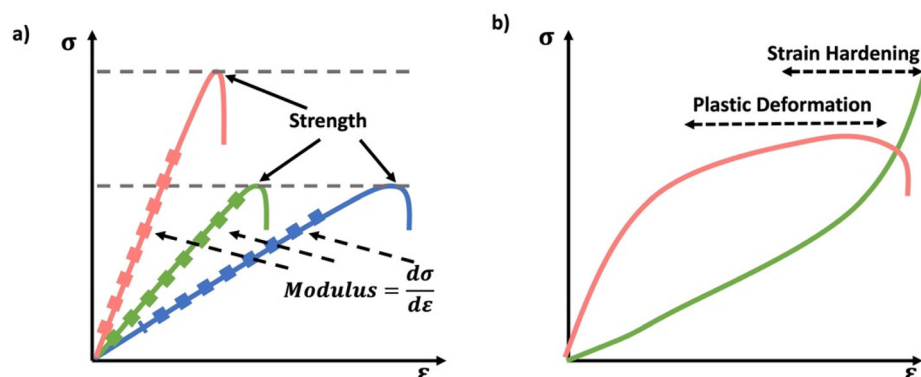 a)
σ
Strength
Modulus = dσ/dε
ε
b)
σ
Strain Hardening
Plastic Deformation
ε